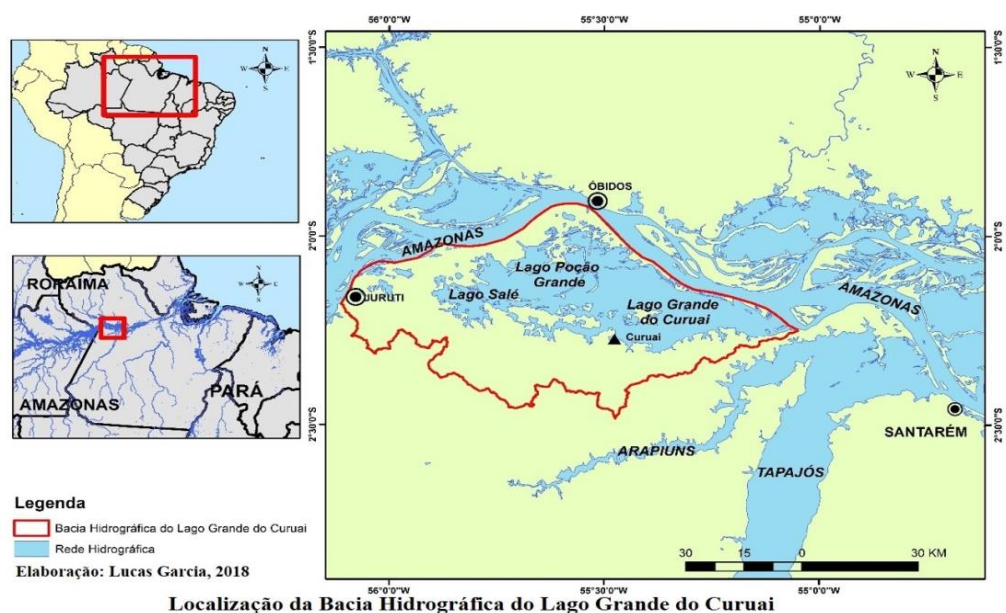 N
W E
S
RORAÍMA
AMAZONAS
PARÁ
N
W E
S
Legenda
Bacia Hidrográfica do Lago Grande do Curuai
Rede Hidrográfica
Elaboração: Lucas Garcia, 2018
56°0'0"W 55°30'0"W 55°0'0"W
1°30'0"S 1°30'0"S
N
W E
S
ÓBIDOS
2°0'0"S 2°0'0"S
AMAZONAS
Lago Poção
Grande
AMAZONAS
JURUTI
Lago Salé
Lago Grande
do Curuai
Curuai
SANTARÉM
2°30'0"S 2°30'0"S
ARAPIUNS
TAPAJÓS
30 15 0 30 KM
56°0'0"W 55°30'0"W 55°0'0"W
Localização da Bacia Hidrográfica do Lago Grande do Curuai